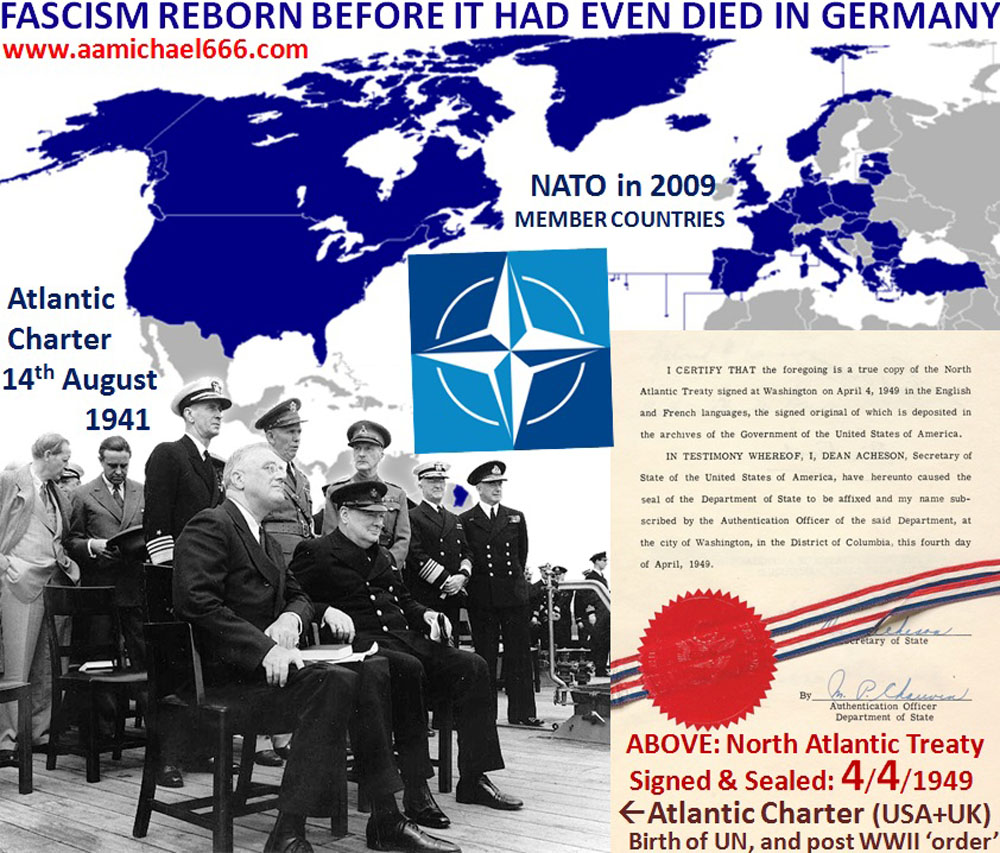 FASCISM REBORN BEFORE IT HAD EVEN DIED IN GERMANY
www.aamichael666.com
NATO in 2009
MEMBER COUNTRIES
Atlantic
Charter
14th August
1941
I CERTIFY THAT the foregoing is a true copy of the North
Atlantic Treaty signed at Washington on April 4, 1949 in the English
and French languages, the signed original of which is deposited in
the archives of the Government of the United States of America.
IN TESTIMONY WHEREOF, I, DEAN ACHESON, Secretary of
State of the United States of America, have hereunto caused the
seal of the Department of State to be affixed and my name sub-
scribed by the Authentication Officer of the said Department, at
the city of Washington, in the District of Columbia, this fourth day
of April, 1949.
Secretary of State
By M. P. Chauvin
Authentication Officer
Department of State
ABOVE: North Atlantic Treaty
Signed & Sealed: 4/4/1949
←Atlantic Charter (USA+UK)
Birth of UN, and post WWII ‘order’